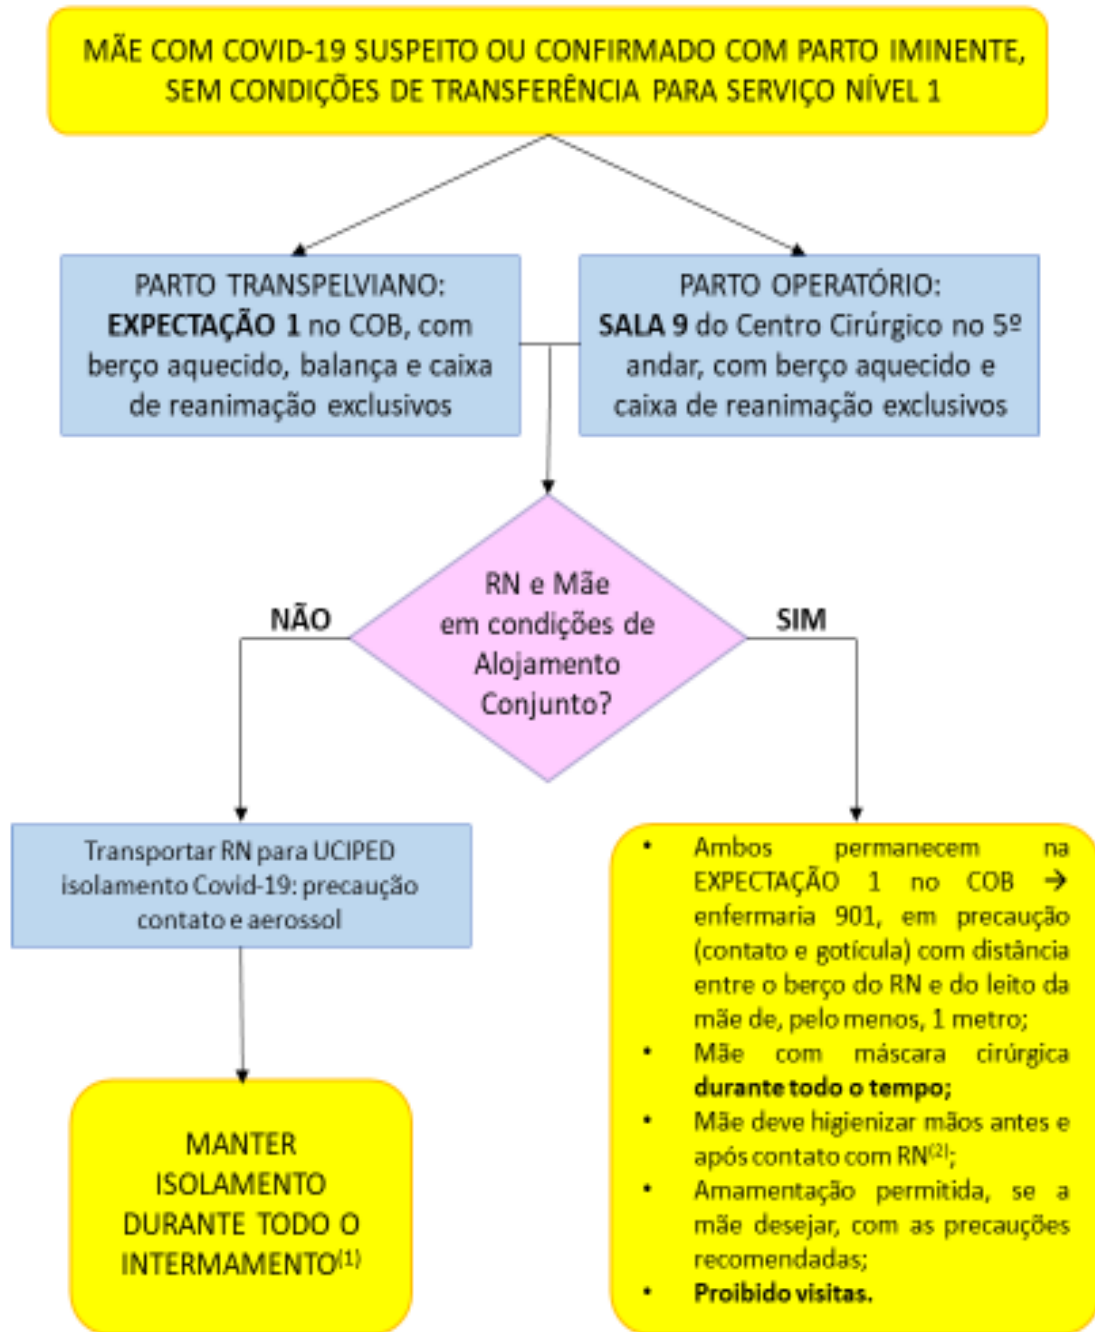 MÃE COM COVID-19 SUSPEITO OU CONFIRMADO COM PARTO IMINENTE,
SEM CONDIÇÕES DE TRANSFERÊNCIA PARA SERVIÇO NÍVEL 1
PARTO TRANSPELVIANO:
EXPECTAÇÃO 1 no COB, com
berço aquecido, balança e caixa
de reanimação exclusivos
PARTO OPERATÓRIO:
SALA 9 do Centro Cirúrgico no 5º
andar, com berço aquecido e
caixa de reanimação exclusivos
RN e Mãe
em condições de
Alojamento
Conjunto?
NÃO
SIM
Transportar RN para UCIPED
isolamento Covid-19: precaução
contato e aerossol
MANTER
ISOLAMENTO
DURANTE TODO O
INTERMAMENTO(1)
• Ambos permanecem na
EXPECTAÇÃO 1 no COB →
enfermaria 901, em precaução
(contato e gotícula) com distância
entre o berço do RN e do leito da
mãe de, pelo menos, 1 metro;
• Mãe com máscara cirúrgica
durante todo o tempo;
• Mãe deve higienizar mãos antes e
após contato com RN(2);
• Amamentação permitida, se a
mãe desejar, com as precauções
recomendadas;
• Proibido visitas.